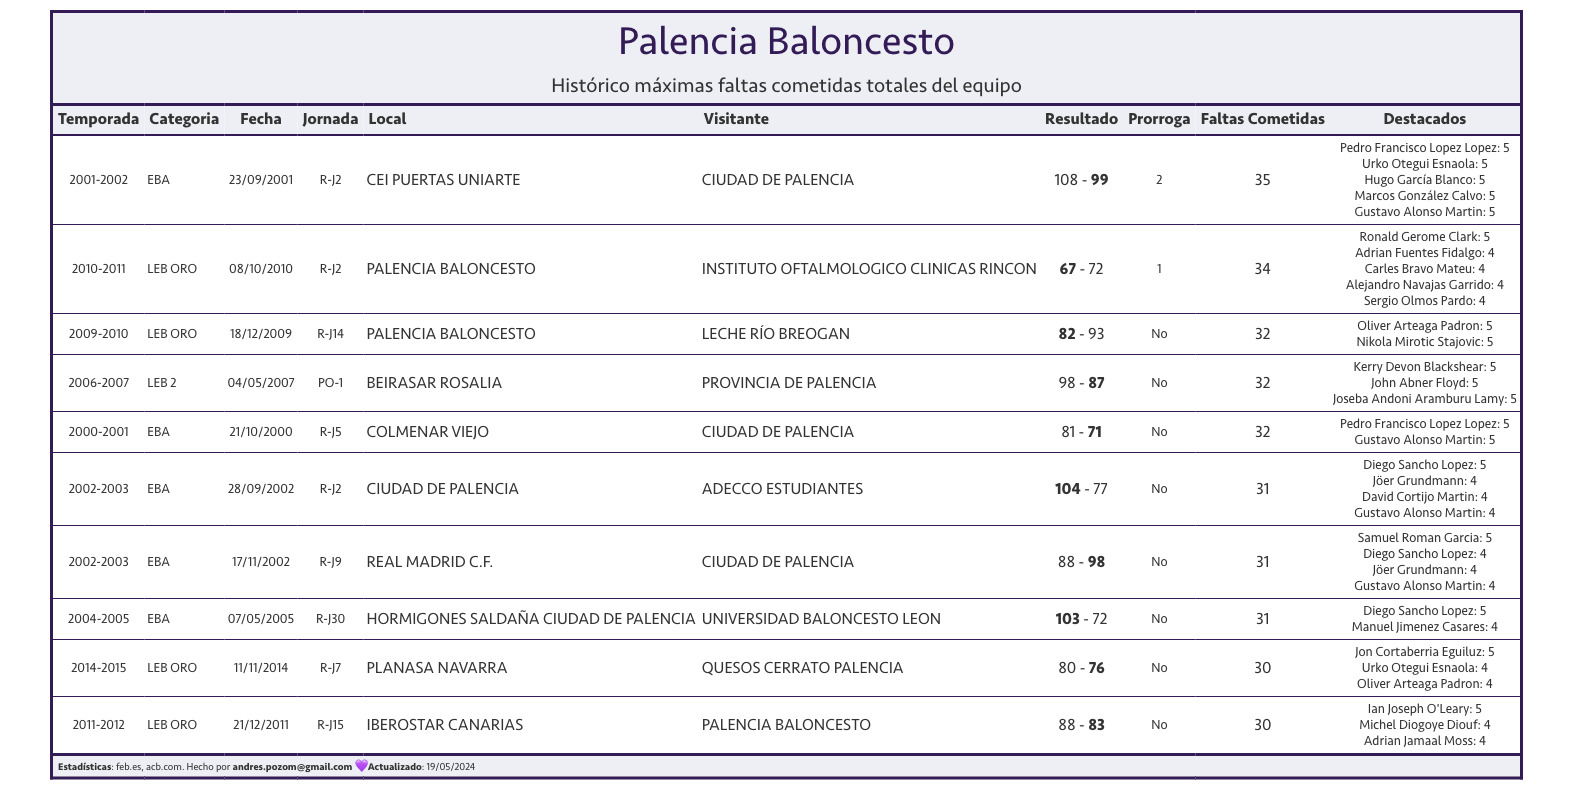 Palencia Baloncesto
Histórico máximas faltas cometidas totales del equipo
Temporada Categoria Fecha Jornada Local Visitante Resultado Prorroga Faltas Cometidas Destacados
2001-2002 EBA 23/09/2001 R-J2 CEI PUERTAS UNIARTE CIUDAD DE PALENCIA 108 - 99 2 35
Pedro Francisco Lopez Lopez: 5
Urko Otegui Esnaola: 5
Hugo García Blanco: 5
Marcos González Calvo: 5
Gustavo Alonso Martin: 5
2010-2011 LEB ORO 08/10/2010 R-J2 PALENCIA BALONCESTO INSTITUTO OFTALMOLOGICO CLINICAS RINCON 67 - 72 1 34
Ronald Gerome Clark: 5
Adrian Fuentes Fidalgo: 4
Carles Bravo Mateu: 4
Alejandro Navajas Garrido: 4
Sergio Olmos Pardo: 4
2009-2010 LEB ORO 18/12/2009 R-J14 PALENCIA BALONCESTO LECHE RÍO BREOGAN 82 - 93 No 32
Oliver Arteaga Padron: 5
Nikola Mirotic Stajovic: 5
2006-2007 LEB 2 04/05/2007 PO-1 BEIRASAR ROSALIA PROVINCIA DE PALENCIA 98 - 87 No 32
Kerry Devon Blackshear: 5
John Abner Floyd: 5
Joseba Andoni Aramburu Lamy: 5
2000-2001 EBA 21/10/2000 R-J5 COLMENAR VIEJO CIUDAD DE PALENCIA 81 - 71 No 32
Pedro Francisco Lopez Lopez: 5
Gustavo Alonso Martin: 5
2002-2003 EBA 28/09/2002 R-J2 CIUDAD DE PALENCIA ADECCO ESTUDIANTES 104 - 77 No 31
Diego Sancho Lopez: 5
Jöer Grundmann: 4
David Cortijo Martin: 4
Gustavo Alonso Martin: 4
2002-2003 EBA 17/11/2002 R-J9 REAL MADRID C.F. CIUDAD DE PALENCIA 88 - 98 No 31
Samuel Roman Garcia: 5
Diego Sancho Lopez: 4
Jöer Grundmann: 4
Gustavo Alonso Martin: 4
2004-2005 EBA 07/05/2005 R-J30 HORMIGONES SALDAÑA CIUDAD DE PALENCIA UNIVERSIDAD BALONCESTO LEON 103 - 72 No 31
Diego Sancho Lopez: 5
Manuel Jimenez Casares: 4
2014-2015 LEB ORO 11/11/2014 R-J7 PLANASA NAVARRA QUESOS CERRATO PALENCIA 80 - 76 No 30
Jon Cortaberria Eguiluz: 5
Urko Otegui Esnaola: 4
Oliver Arteaga Padron: 4
2011-2012 LEB ORO 21/12/2011 R-J15 IBEROSTAR CANARIAS PALENCIA BALONCESTO 88 - 83 No 30
Ian Joseph O'Leary: 5
Michel Diogoye Diouf: 4
Adrian Jamaal Moss: 4
Estadísticas: feb.es, acb.com. Hecho por andres.pozom@gmail.com 💜Actualizado: 19/05/2024